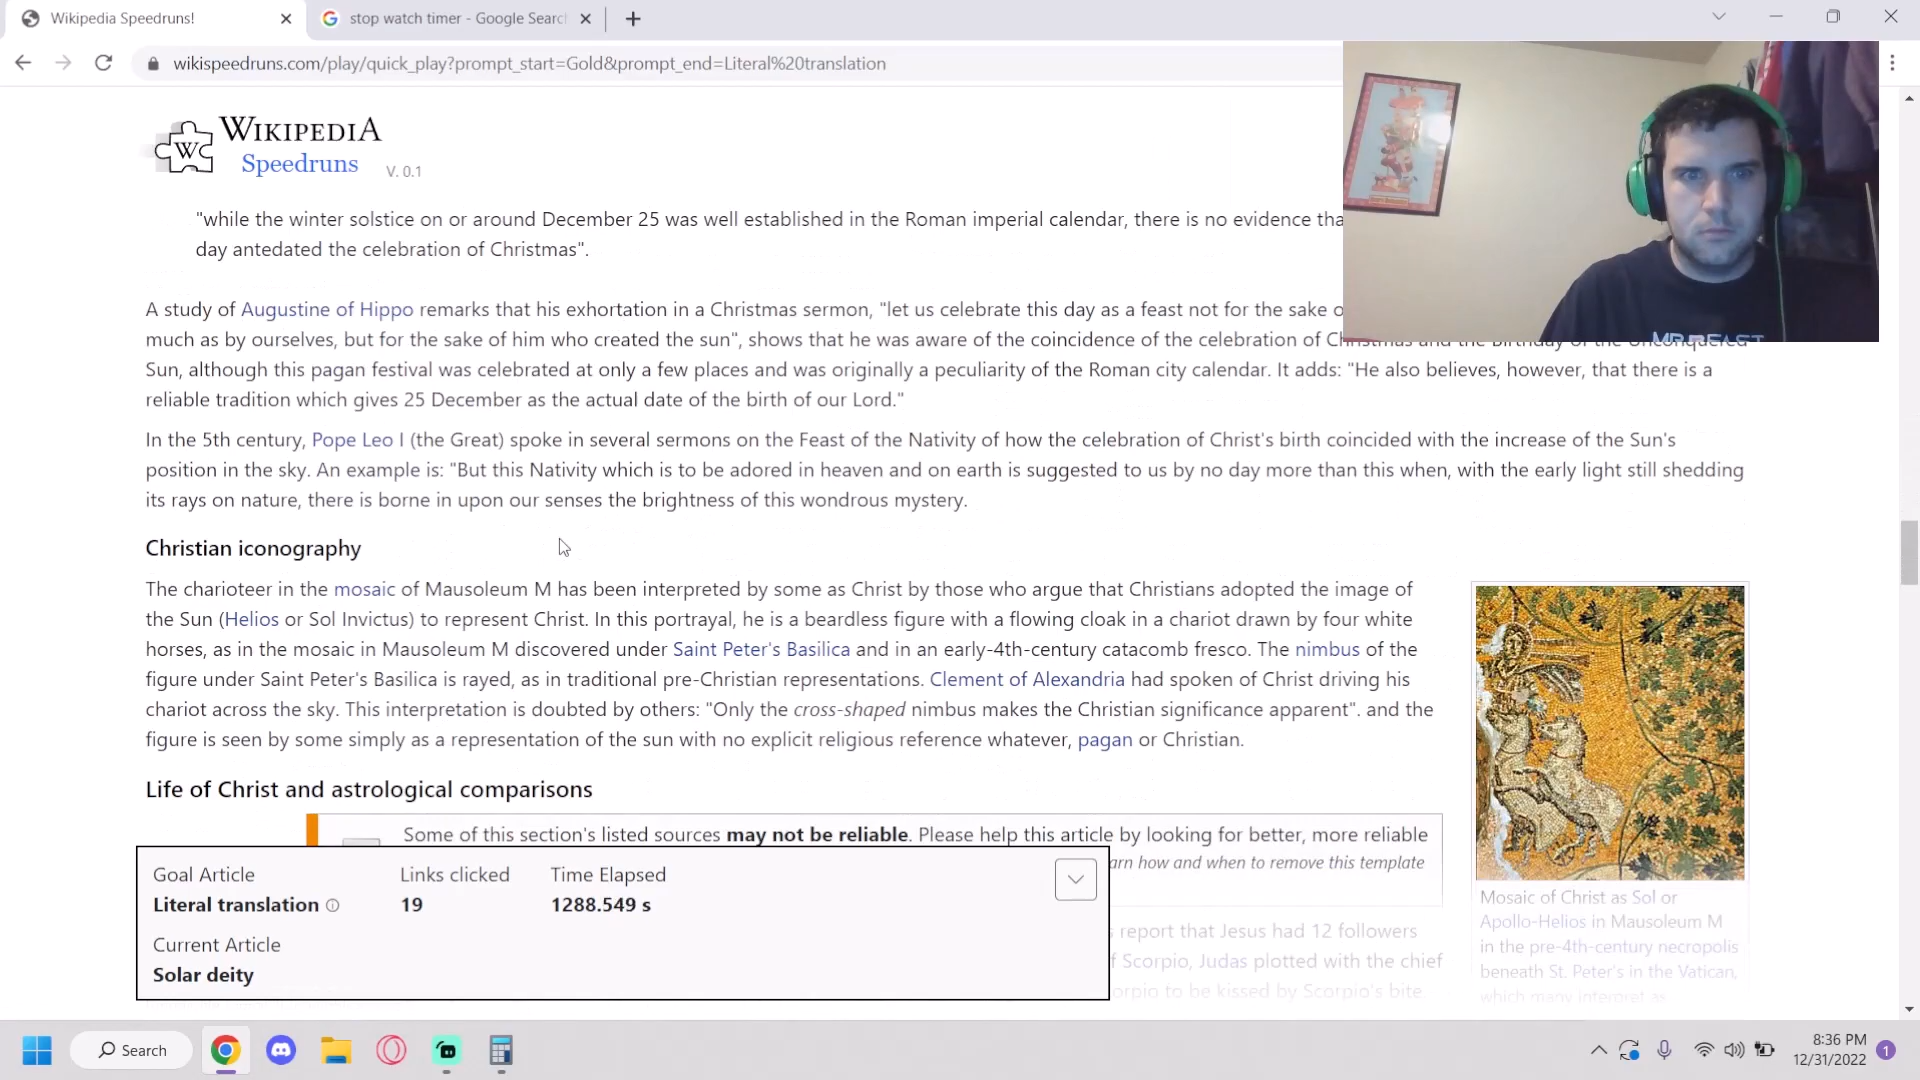 Wikipedia Speedruns!
stop watch timer - Google Searc
wikispeedruns.com/play/quick_play?prompt_start=Gold&prompt_end=Literal%20translation
WIKIPEDIA
Speedruns
V. 0.1
W
"while the winter solstice on or around December 25 was well established in the Roman imperial calendar, there is no evidence tha
day antedated the celebration of Christmas".
A study of Augustine of Hippo remarks that his exhortation in a Christmas sermon, "let us celebrate this day as a feast not for the sake o
much as by ourselves, but for the sake of him who created the sun", shows that he was aware of the coincidence of the celebration of Christmas and the Birthday of the Unconquered
Sun, although this pagan festival was celebrated at only a few places and was originally a peculiarity of the Roman city calendar. It adds: "He also believes, however, that there is a
reliable tradition which gives 25 December as the actual date of the birth of our Lord."
In the 5th century, Pope Leo I (the Great) spoke in several sermons on the Feast of the Nativity of how the celebration of Christ's birth coincided with the increase of the Sun's
position in the sky. An example is: "But this Nativity which is to be adored in heaven and on earth is suggested to us by no day more than this when, with the early light still shedding
its rays on nature, there is borne in upon our senses the brightness of this wondrous mystery.
Christian iconography
The charioteer in the mosaic of Mausoleum M has been interpreted by some as Christ by those who argue that Christians adopted the image of
the Sun (Helios or Sol Invictus) to represent Christ. In this portrayal, he is a beardless figure with a flowing cloak in a chariot drawn by four white
horses, as in the mosaic in Mausoleum M discovered under Saint Peter's Basilica and in an early-4th-century catacomb fresco. The nimbus of the
figure under Saint Peter's Basilica is rayed, as in traditional pre-Christian representations. Clement of Alexandria had spoken of Christ driving his
chariot across the sky. This interpretation is doubted by others: "Only the cross-shaped nimbus makes the Christian significance apparent". and the
figure is seen by some simply as a representation of the sun with no explicit religious reference whatever, pagan or Christian.
Mosaic of Christ as Sol or
Apollo-Helios in Mausoleum M
in the pre-4th-century necropolis
beneath St. Peter's in the Vatican,
which many interpret as
Life of Christ and astrological comparisons
Some of this section's listed sources may not be reliable. Please help this article by looking for better, more reliable
arn how and when to remove this template
report that Jesus had 12 followers
f Scorpio, Judas plotted with the chief
orpio to be kissed by Scorpio's bite.
Goal Article
Literal translation
Links clicked
19
Time Elapsed
1288.549 s
Current Article
Solar deity
Search
8:36 PM
12/31/2022
1